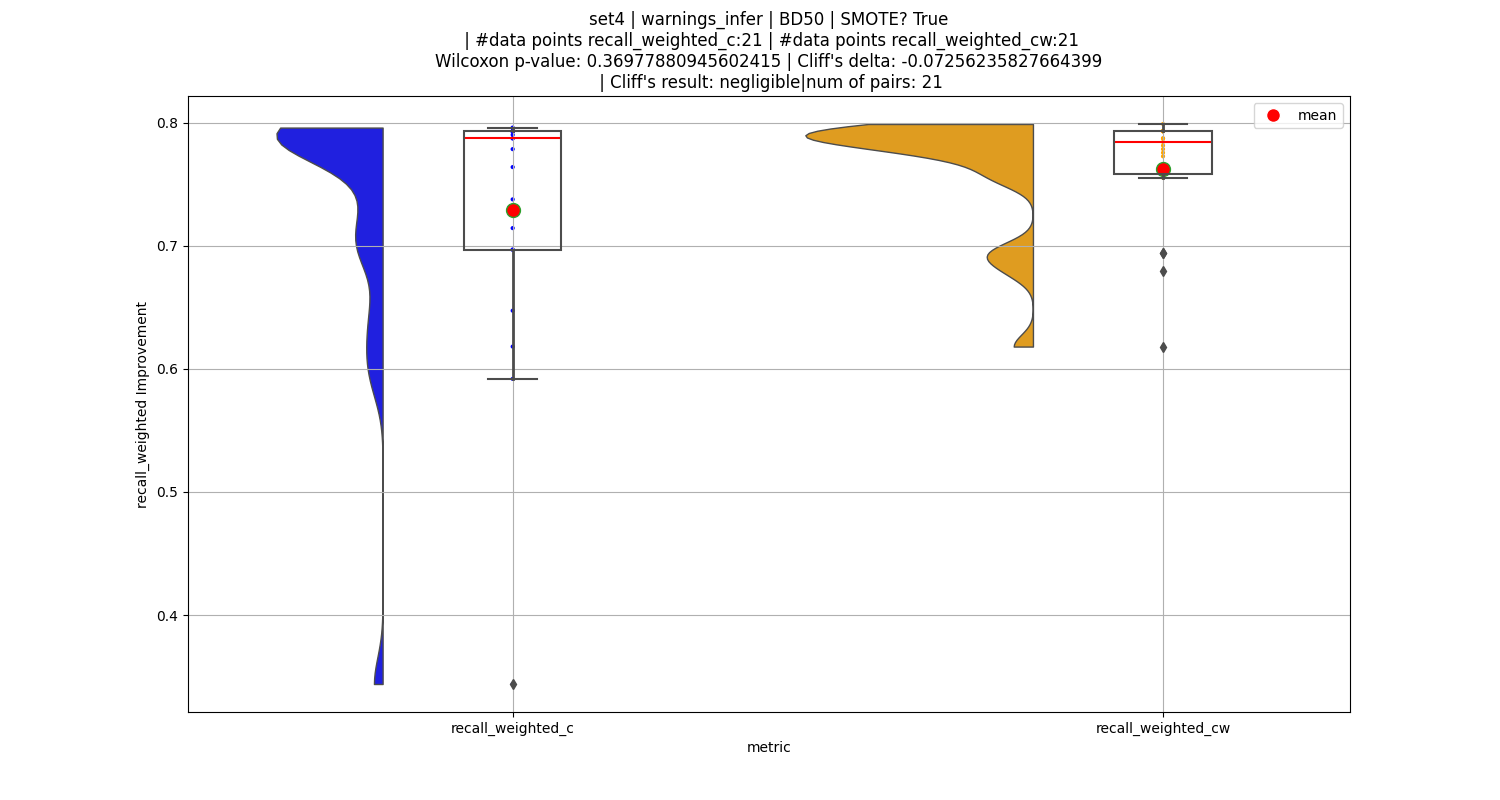 set4 | warnings_infer | BD50 | SMOTE? True
| #data points recall_weighted_c:21 | #data points recall_weighted_cw:21
Wilcoxon p-value: 0.36977880945602415 | Cliff's delta: -0.07256235827664399
| Cliff's result: negligible|num of pairs: 21
mean
0.8
0.7
0.6
0.5
0.4
recall_weighted Improvement
recall_weighted_c
recall_weighted_cw
metric